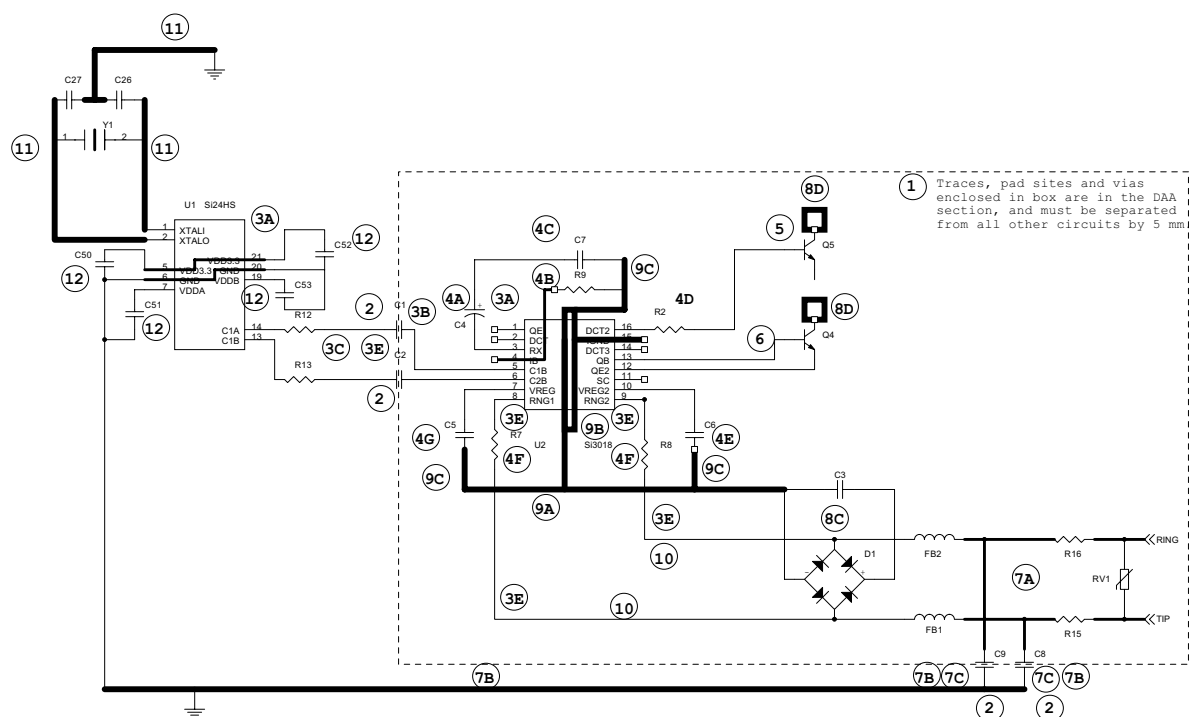 11
C27 C26
Y1
1 2
11 11
U1 Si24HS
3A
1 XTALI
2 XTALO
C50
12
5 VDD3.3
6 GND
7 VDDA
VDD3.3 21
GND 20
VDDB 19
C52
12
12
C53
C51
12
C1A 14
C1B 13
R12
R13
3C 3E
2
C1
3B
C2
2
1 Traces, pad sites and vias
enclosed in box are in the DAA
section, and must be separated
from all other circuits by 5 mm
8D
5
Q5
8D
6
Q4
4C
C7
4B
R9
9C
4A
C4
+
3A
R2
4D
1 QE
2 DCT
3 RX
4 IB
5 C1B
6 C2B
7 VREG
8 RNG1
DCT2 16
IGND 15
DCT3 14
QB 13
QE2 12
SC 11
VREG2 10
RNG2 9
3E
9B
3E
C5
4G
R7
4F
U2
Si3018
4F
R8
C6
4E
9C
9C
9A
C3
8C
3E
10
D1
- +
3E
10
FB2
R16
RING
7A
RV1
FB1
R15
TIP
C9 C8
7B
7B 7C
7C 7B
2 2